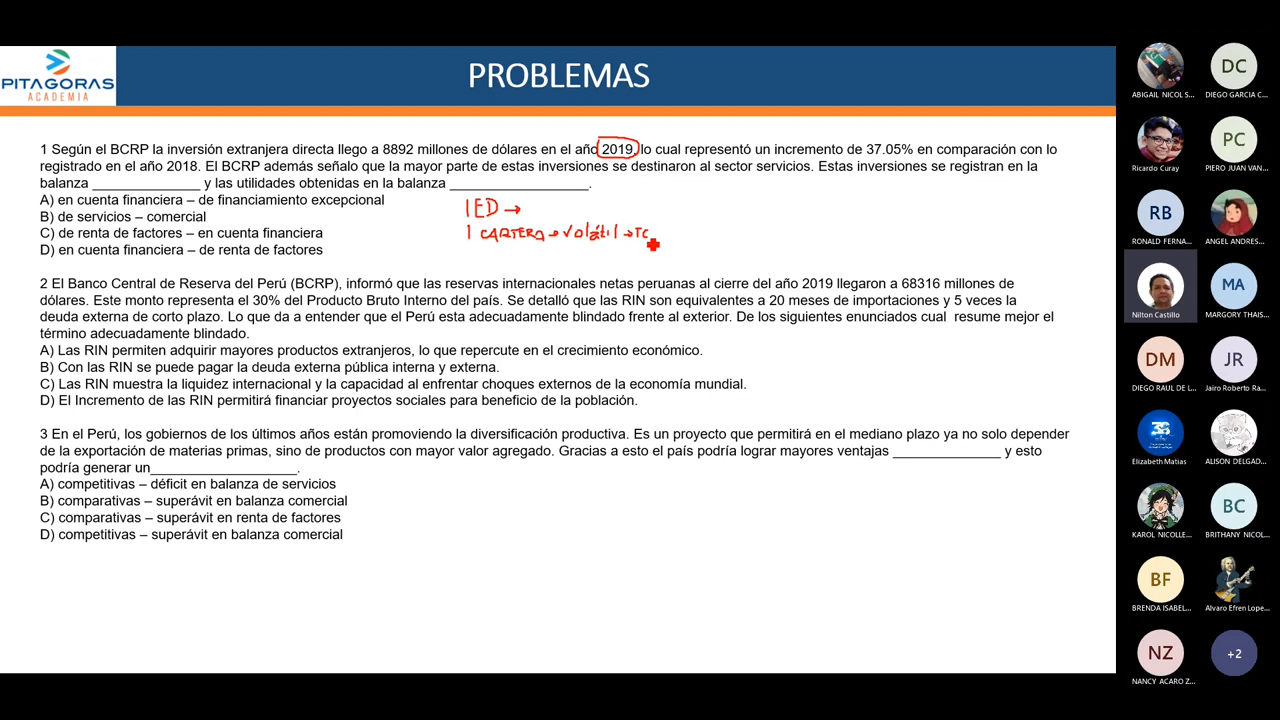 PITAGORAS
ACADEMIA
PROBLEMAS
1 Según el BCRP la inversión extranjera directa llego a 8892 millones de dólares en el año 2019, lo cual representó un incremento de 37.05% en comparación con lo
registrado en el año 2018. El BCRP además señalo que la mayor parte de estas inversiones se destinaron al sector servicios. Estas inversiones se registran en la
balanza ______________ y las utilidades obtenidas en la balanza __________________.
A) en cuenta financiera – de financiamiento excepcional
B) de servicios – comercial
C) de renta de factores – en cuenta financiera
D) en cuenta financiera – de renta de factores
IED →
I CARTERA → Volátil → TC
2 El Banco Central de Reserva del Perú (BCRP), informó que las reservas internacionales netas peruanas al cierre del año 2019 llegaron a 68316 millones de
dólares. Este monto representa el 30% del Producto Bruto Interno del país. Se detalló que las RIN son equivalentes a 20 meses de importaciones y 5 veces la
deuda externa de corto plazo. Lo que da a entender que el Perú esta adecuadamente blindado frente al exterior. De los siguientes enunciados cual resume mejor el
término adecuadamente blindado.
A) Las RIN permiten adquirir mayores productos extranjeros, lo que repercute en el crecimiento económico.
B) Con las RIN se puede pagar la deuda externa pública interna y externa.
C) Las RIN muestra la liquidez internacional y la capacidad al enfrentar choques externos de la economía mundial.
D) El Incremento de las RIN permitirá financiar proyectos sociales para beneficio de la población.
3 En el Perú, los gobiernos de los últimos años están promoviendo la diversificación productiva. Es un proyecto que permitirá en el mediano plazo ya no solo depender
de la exportación de materias primas, sino de productos con mayor valor agregado. Gracias a esto el país podría lograr mayores ventajas ______________ y esto
podría generar un___________________.
A) competitivas – déficit en balanza de servicios
B) comparativas – superávit en balanza comercial
C) comparativas – superávit en renta de factores
D) competitivas – superávit en balanza comercial
DC
ABIGAIL NICOL S...
DIEGO GARCIA C...
PC
Ricardo Curay
PIERO JUAN VAN...
RB
RONALD FERNA...
ANGEL ANDRES...
MA
Nilton Castillo
MARGORY THAIS...
DM
JR
DIEGO RAUL DE L...
Jairo Roberto Ra...
Elizabeth Matias
ALISON DELGAD...
BC
KAROL NICOLLE...
BRITHANY NICOL...
BF
BRENDA ISABEL...
Alvaro Efren Lope...
NZ
+2
NANCY ACARO Z...